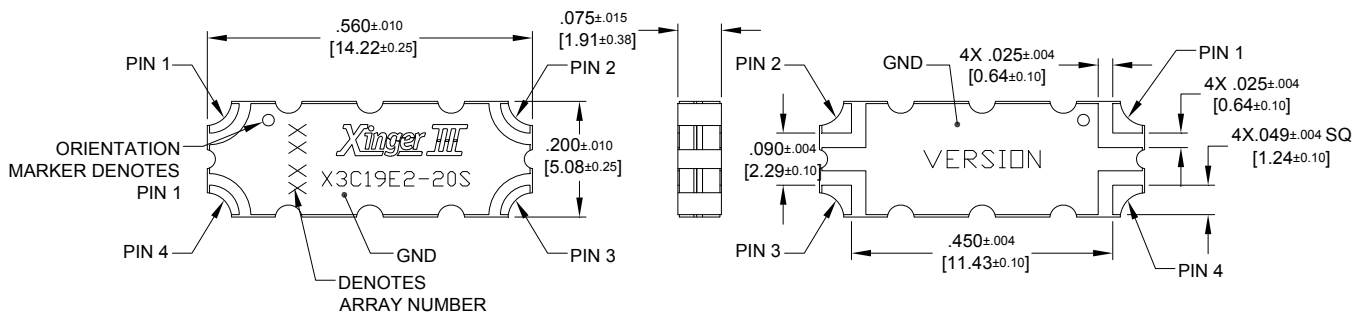 .560±.010
[14.22±0.25]
.075±.015
[1.91±0.38]
PIN 1
PIN 2
ORIENTATION
MARKER DENOTES
PIN 1
Xinger III
X3C19E2-20S
XXXXX
.200±.010
[5.08±0.25]
PIN 4
GND
PIN 3
DENOTES
ARRAY NUMBER
PIN 2
GND
4X .025±.004
[0.64±0.10]
PIN 1
4X .025±.004
[0.64±0.10]
.090±.004
[2.29±0.10]
VERSION
4X.049±.004 SQ
[1.24±0.10]
PIN 3
.450±.004
[11.43±0.10]
PIN 4